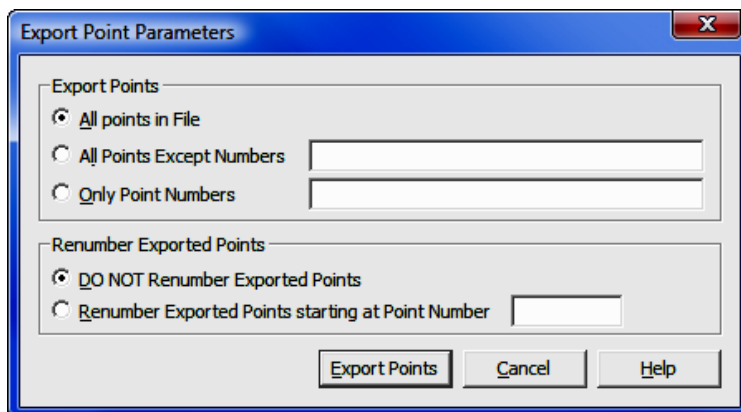 Export Point Parameters
Export Points
All points in File
All Points Except Numbers
Only Point Numbers
Renumber Exported Points
DO NOT Renumber Exported Points
Renumber Exported Points starting at Point Number
Export Points Cancel Help